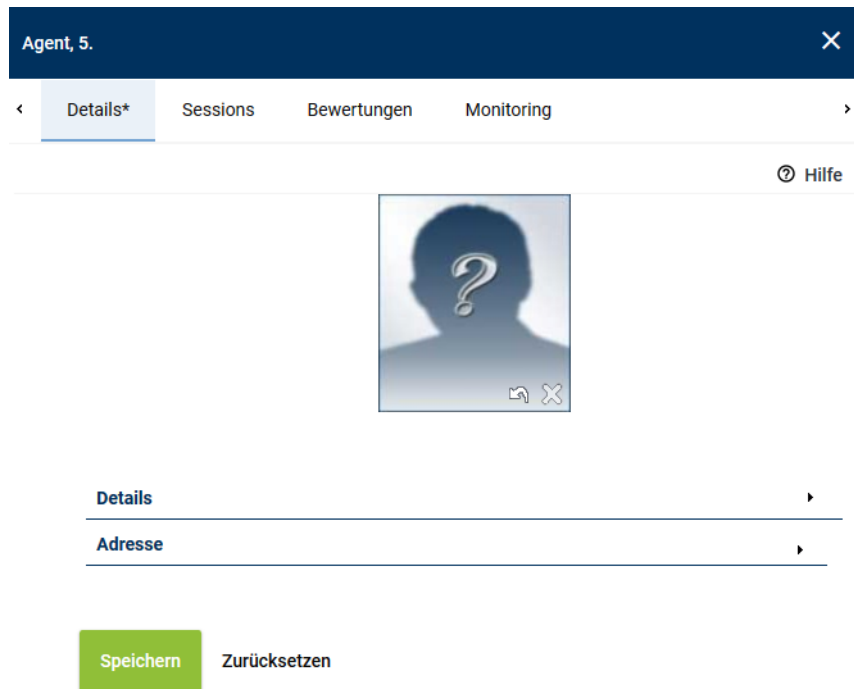 Agent, 5.
Details* Sessions Bewertungen Monitoring
Hilfe
?
Details
Adresse
Speichern Zurücksetzen